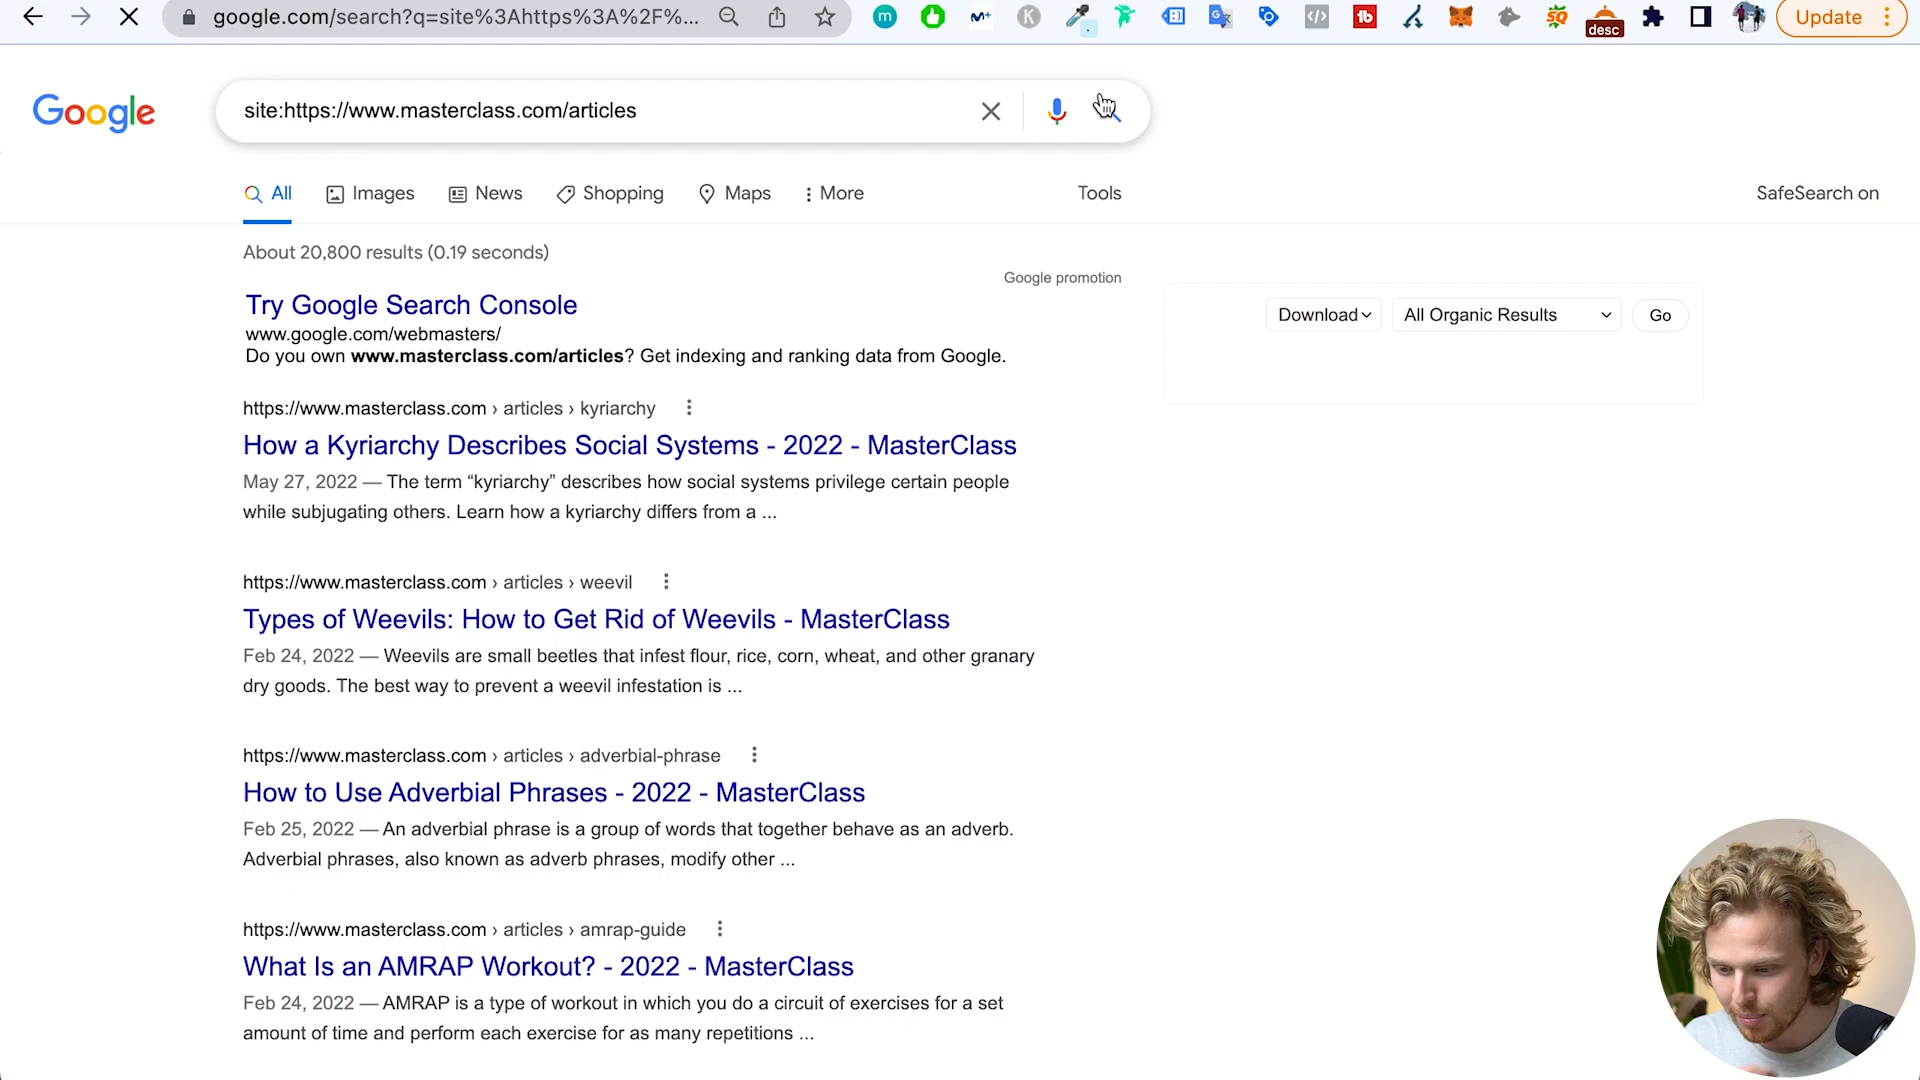 google.com/search?q=site%3Ahttps%3A%2F%...
m
K
tb
SQ
desc
Update
Google
site:https://www.masterclass.com/articles
All
Images
News
Shopping
Maps
More
Tools
SafeSearch on
About 20,800 results (0.19 seconds)
Google promotion
Try Google Search Console
www.google.com/webmasters/
Do you own www.masterclass.com/articles? Get indexing and ranking data from Google.
Download
All Organic Results
Go
https://www.masterclass.com › articles › kyriarchy
How a Kyriarchy Describes Social Systems - 2022 - MasterClass
May 27, 2022 — The term “kyriarchy” describes how social systems privilege certain people
while subjugating others. Learn how a kyriarchy differs from a ...
https://www.masterclass.com › articles › weevil
Types of Weevils: How to Get Rid of Weevils - MasterClass
Feb 24, 2022 — Weevils are small beetles that infest flour, rice, corn, wheat, and other granary
dry goods. The best way to prevent a weevil infestation is ...
https://www.masterclass.com › articles › adverbial-phrase
How to Use Adverbial Phrases - 2022 - MasterClass
Feb 25, 2022 — An adverbial phrase is a group of words that together behave as an adverb.
Adverbial phrases, also known as adverb phrases, modify other ...
https://www.masterclass.com › articles › amrap-guide
What Is an AMRAP Workout? - 2022 - MasterClass
Feb 24, 2022 — AMRAP is a type of workout in which you do a circuit of exercises for a set
amount of time and perform each exercise for as many repetitions ...